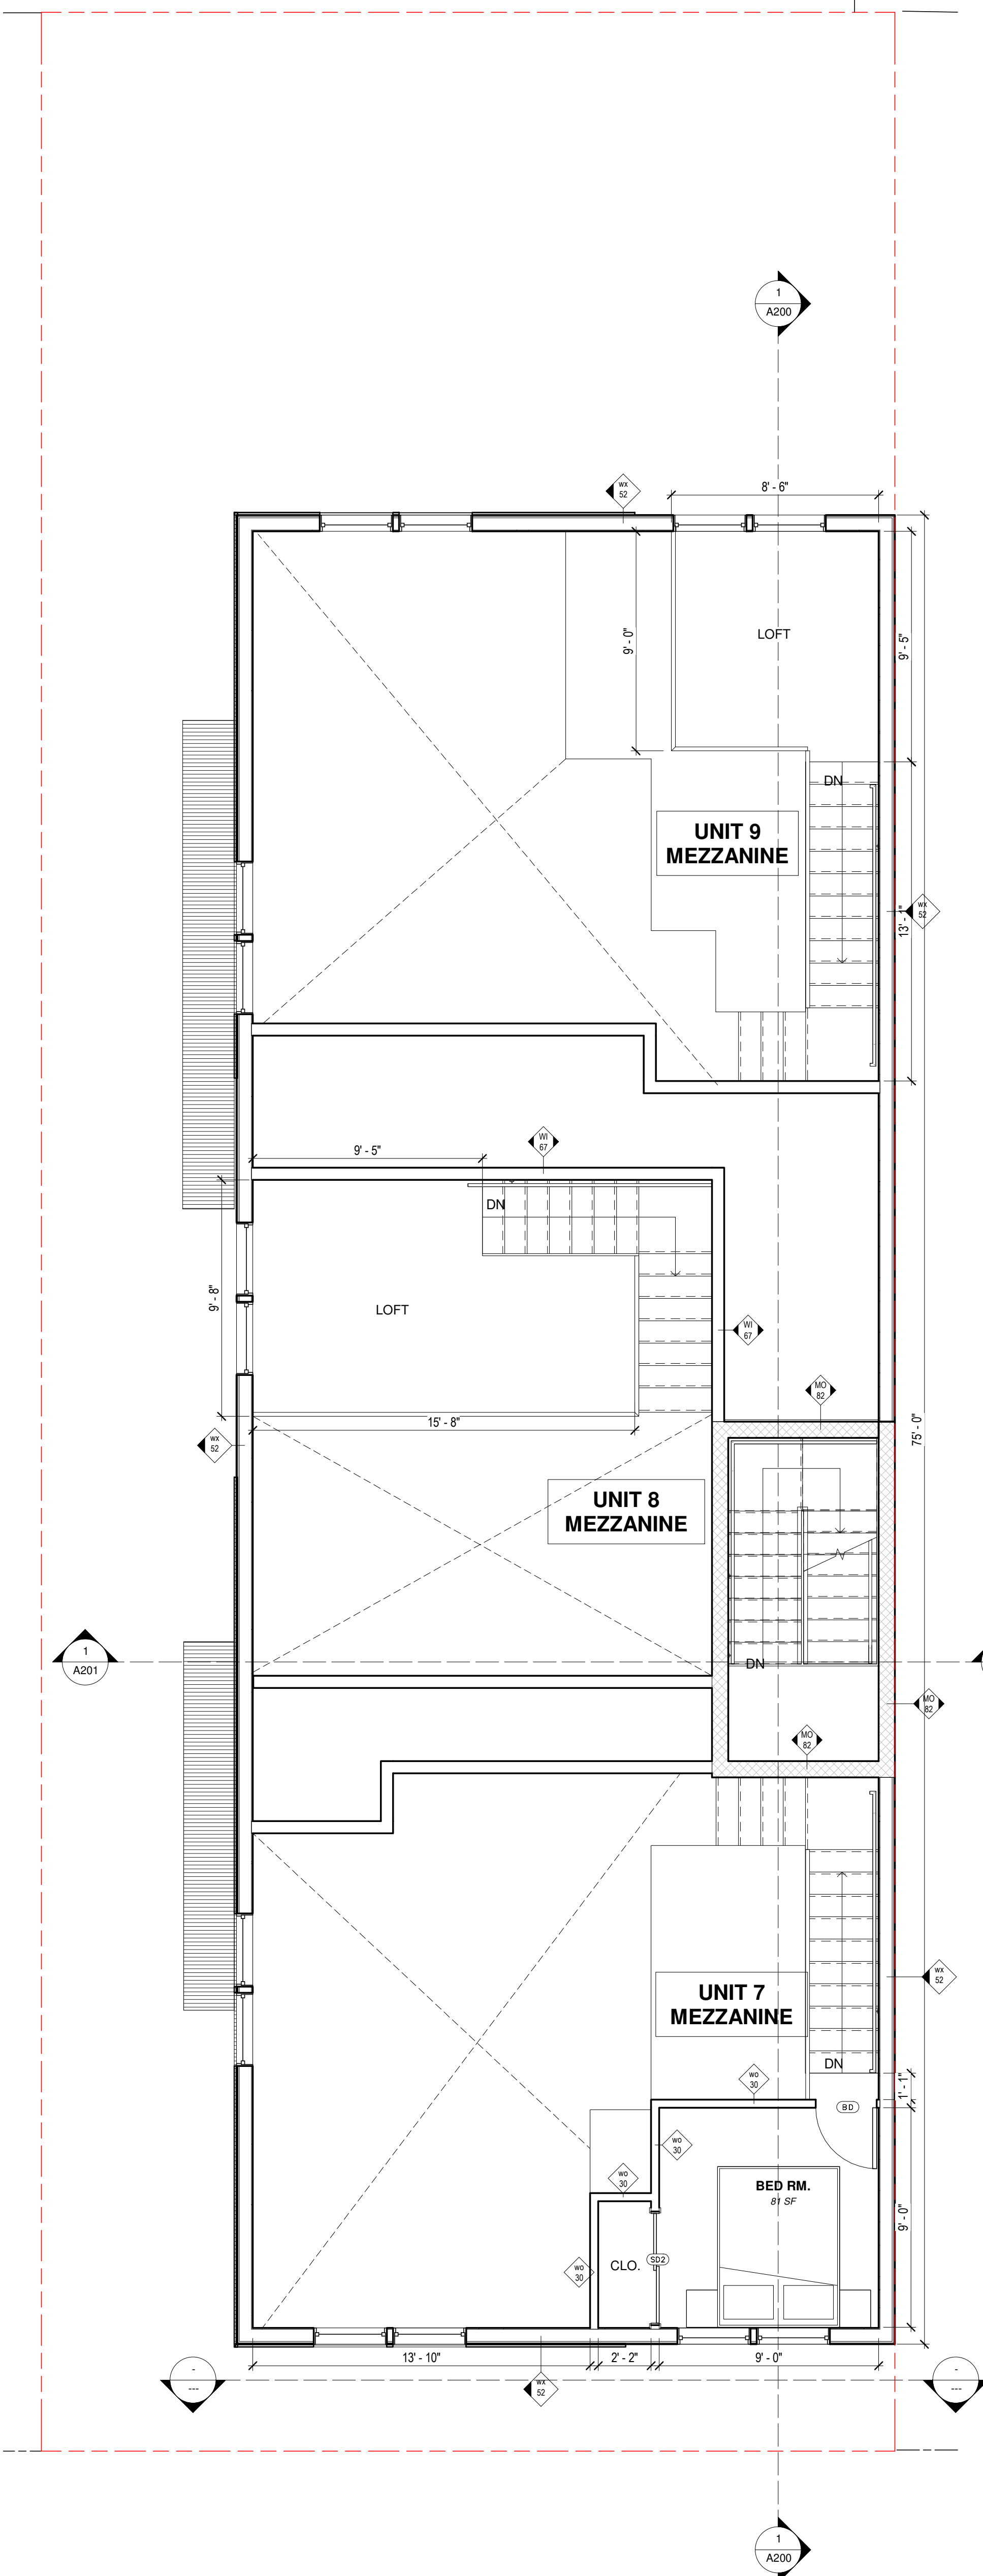 1
A200
wx
52
8' - 6"
9' - 0"
LOFT
9' - 5"
DN
UNIT 9
MEZZANINE
wx
52
13' - 1"
9' - 5"
WI
67
DN
9' - 8"
LOFT
WI
67
MO
82
15' - 8"
75' - 0"
wx
52
UNIT 8
MEZZANINE
1
A201
DN
MO
82
MO
82
wx
52
UNIT 7
MEZZANINE
DN
1' - 1"
wo
30
BD
wo
30
wo
30
BED RM.
81 SF
9' - 0"
CLO.
SD2
wo
30
13' - 10"
2' - 2"
9' - 0"
-
---
wx
52
-
---
1
A200